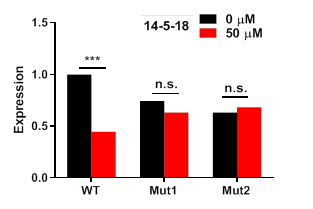 14-5-18
0 μM
50 μM
Expression
1.5
1.0
0.5
0.0
***
n.s.
n.s.
WT
Mut1
Mut2